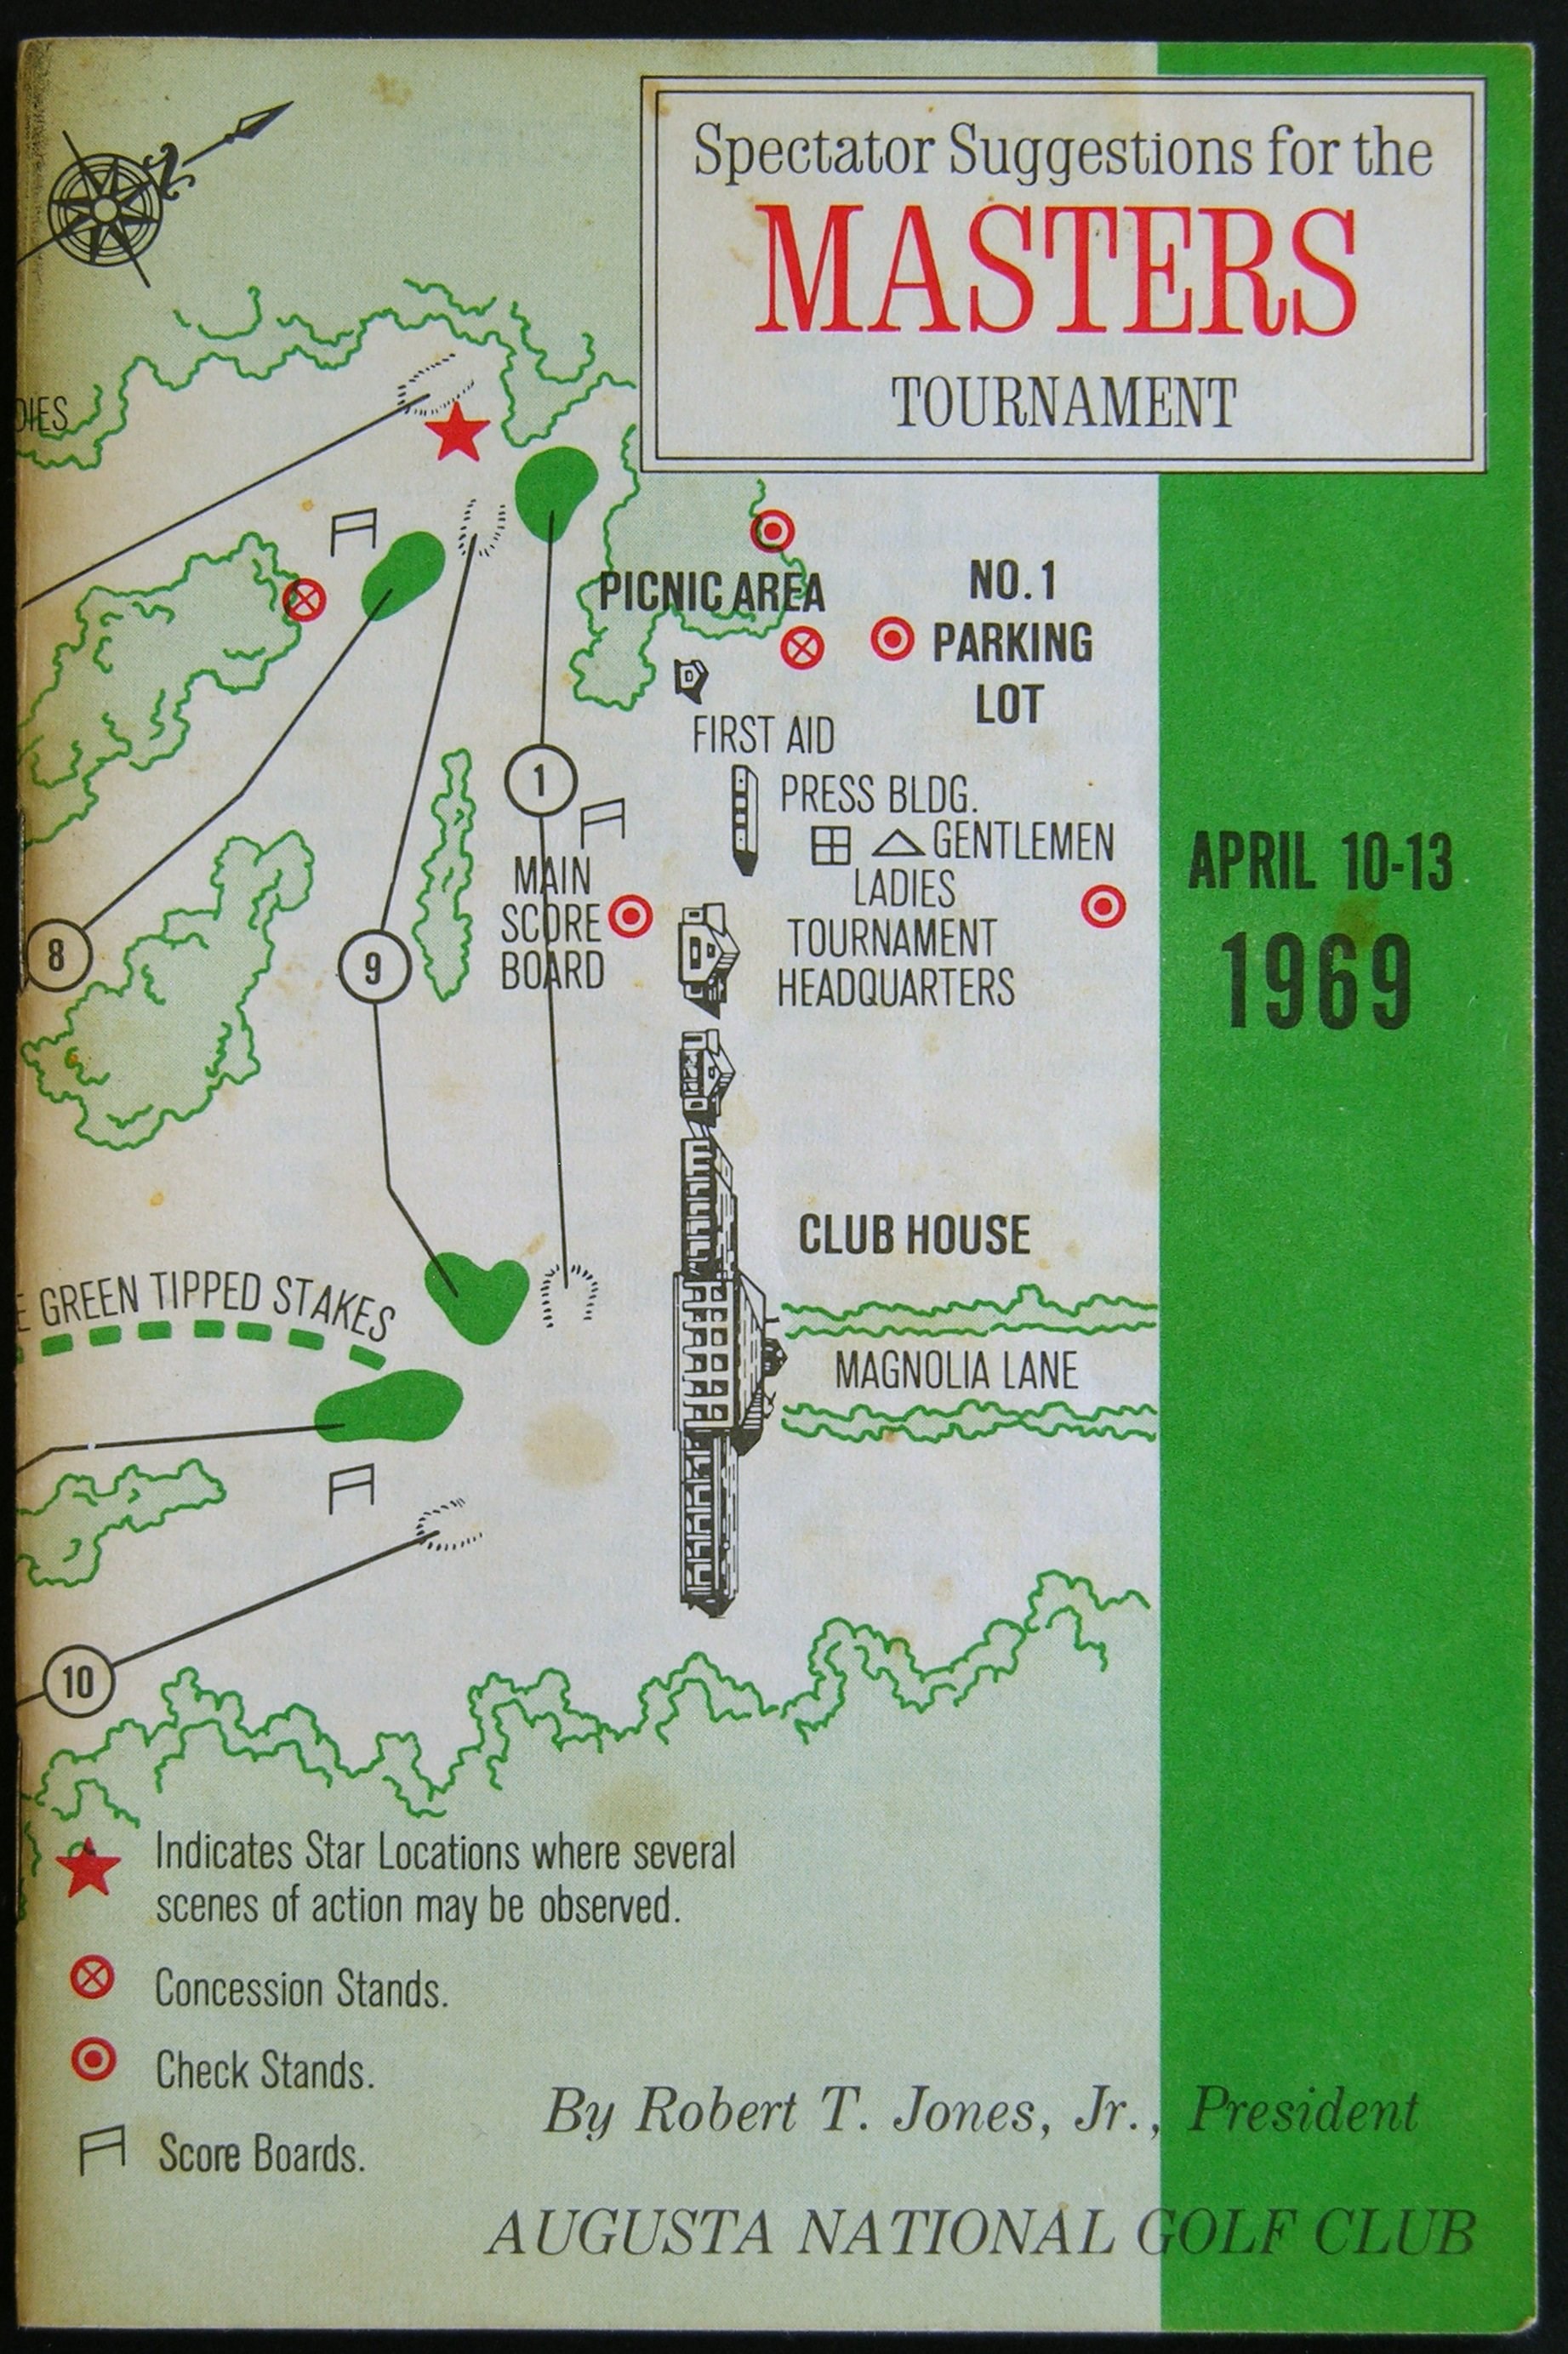 Spectator Suggestions for the
MASTERS
TOURNAMENT
N
PICNIC AREA
NO. 1
PARKING
LOT
FIRST AID
PRESS BLDG.
GENTLEMEN
LADIES
1
MAIN
SCORE
BOARD
TOURNAMENT
HEADQUARTERS
APRIL 10-13
1969
8
9
CLUB HOUSE
GREEN TIPPED STAKES
MAGNOLIA LANE
10
Indicates Star Locations where several
scenes of action may be observed.
Concession Stands.
Check Stands.
Score Boards.
By Robert T. Jones, Jr., President
AUGUSTA NATIONAL GOLF CLUB